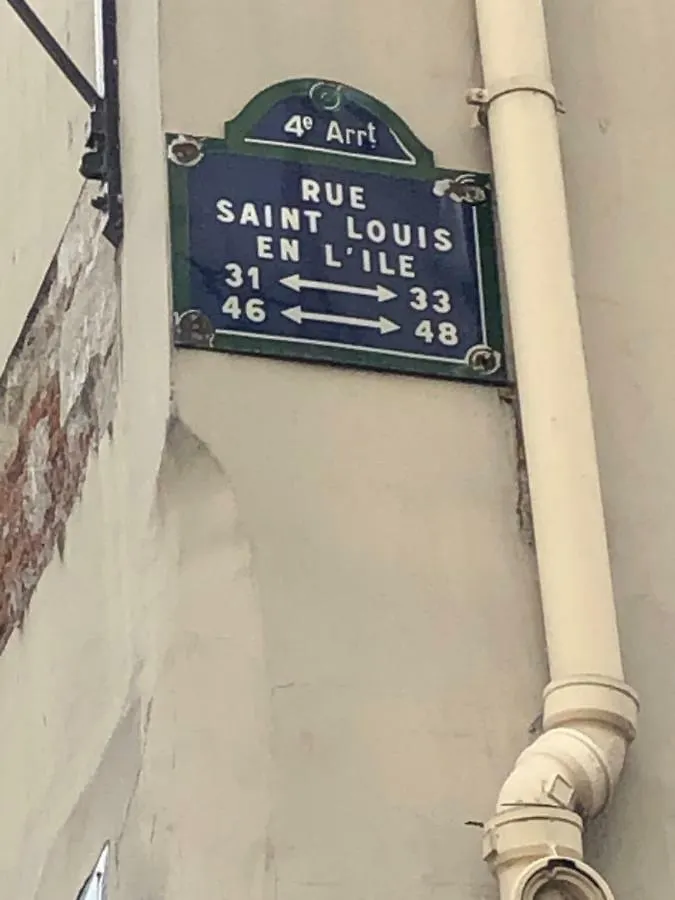 4e Arrt
RUE
SAINT LOUIS
EN L'ILE
31 ↔ 33
46 ↔ 48